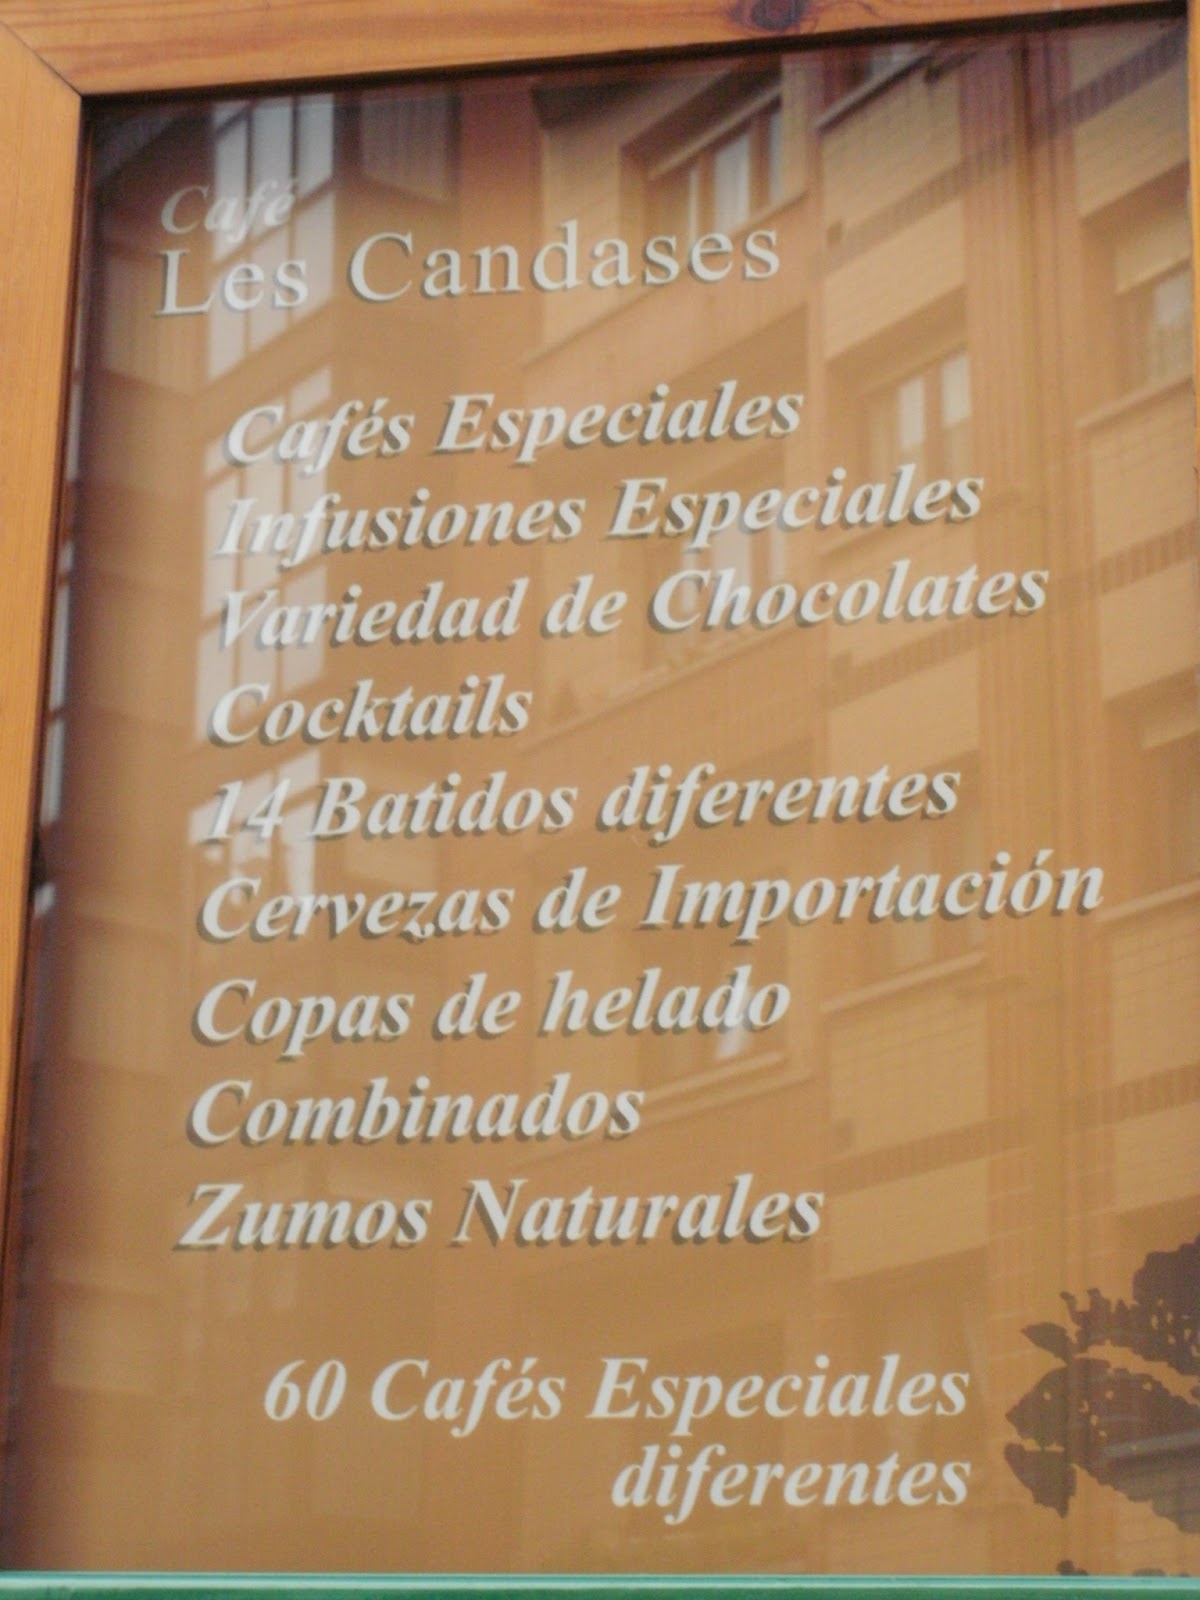 Café
Les Candases
Cafés Especiales
Infusiones Especiales
Variedad de Chocolates
Cocktails
14 Batidos diferentes
Cervezas de Importación
Copas de helado
Combinados
Zumos Naturales
60 Cafés Especiales
diferentes